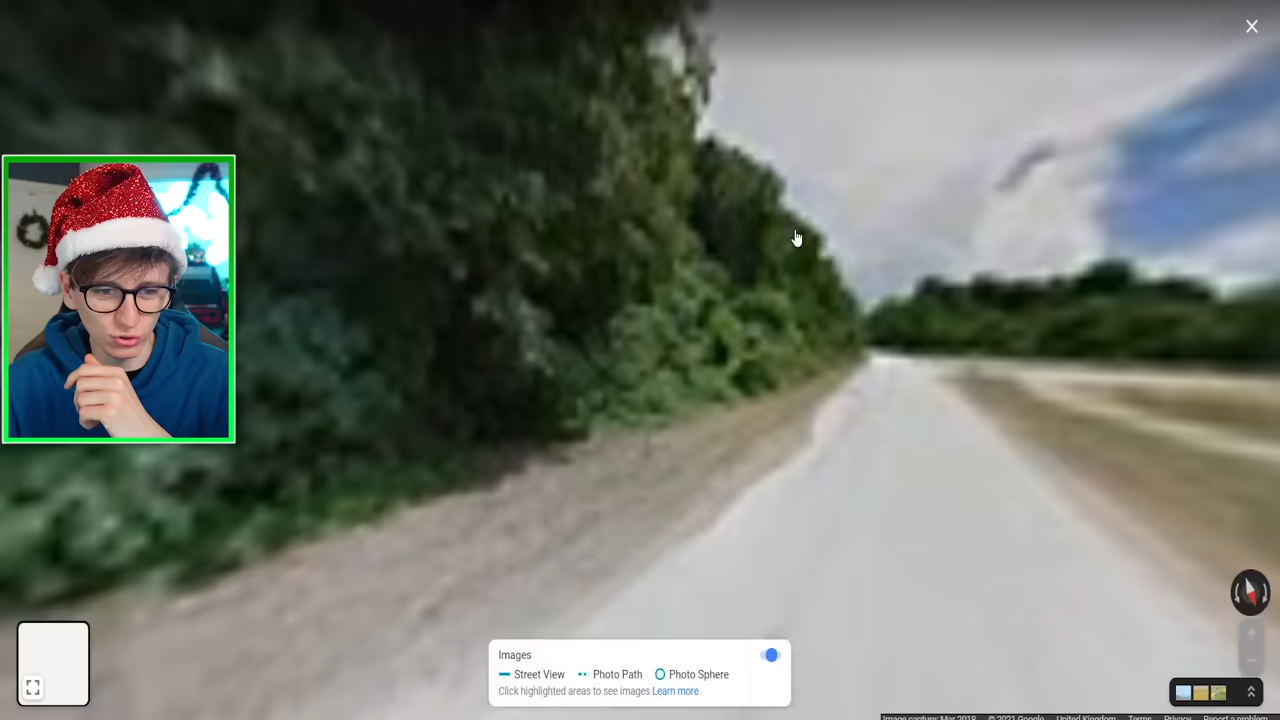 Images
Street View Photo Path Photo Sphere
Click highlighted areas to see images Learn more
Image capture: Mar 2018 © 2021 Google United Kingdom Terms Privacy Report a problem